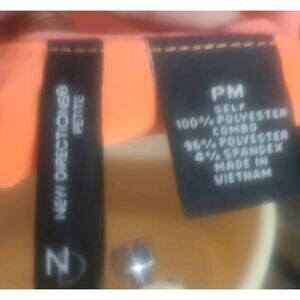 NEW DIRECTIONS®
PETITE
ND
PM
SELF
100% POLYESTER
COMBO
96% POLYESTER
4% SPANDEX
MADE IN
VIETNAM